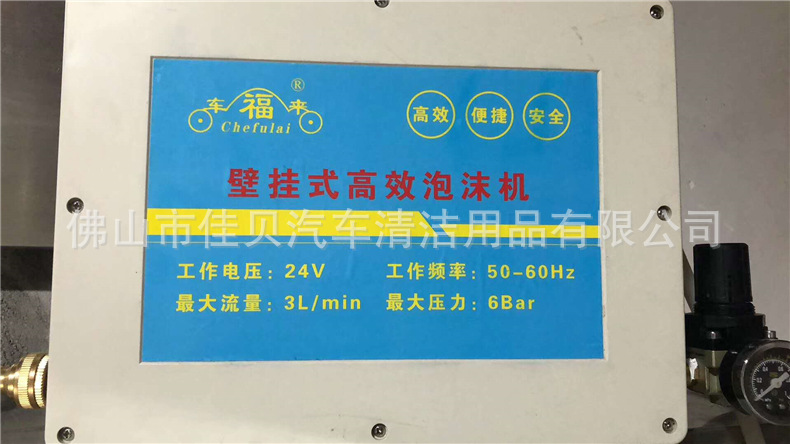 车福来®
Chefulai
高效 便捷 安全
壁挂式高效泡沫机
佛山市佳贝汽车清洁用品有限公司
工作电压：24V 工作频率：50-60Hz
最大流量：3L/min 最大压力：6Bar